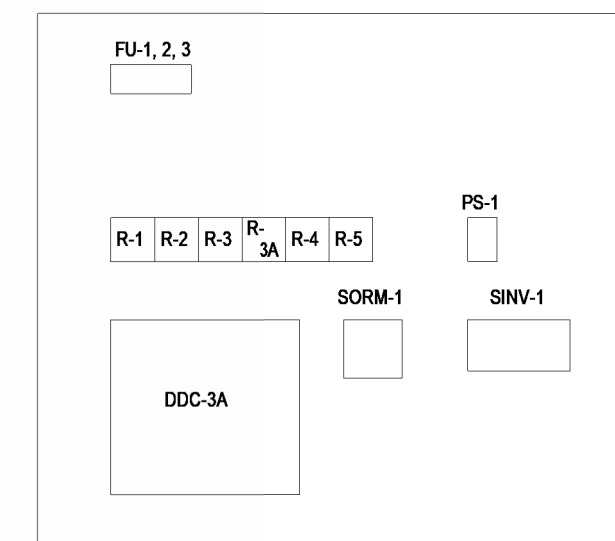 FU-1, 2, 3
PS-1
R-1 R-2 R-3 R-3A R-4 R-5
SORM-1 SINV-1
DDC-3A